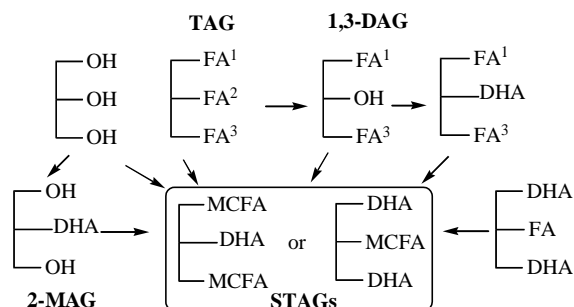 TAG 1,3-DAG
OH FA¹ FA¹ FA¹
OH FA² OH DHA
OH FA³ FA³ FA³
OH MCFA DHA DHA
DHA DHA or MCFA FA
OH MCFA DHA DHA
2-MAG STAGs